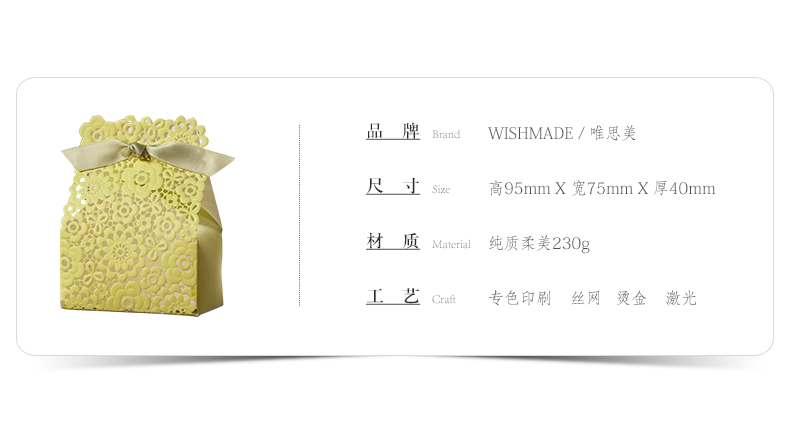 品 牌 Brand WISHMADE / 唯思美
尺 寸 Size 高95mm X 宽75mm X 厚40mm
材 质 Material 纯质柔美230g
工 艺 Craft 专色印刷 丝网 烫金 激光